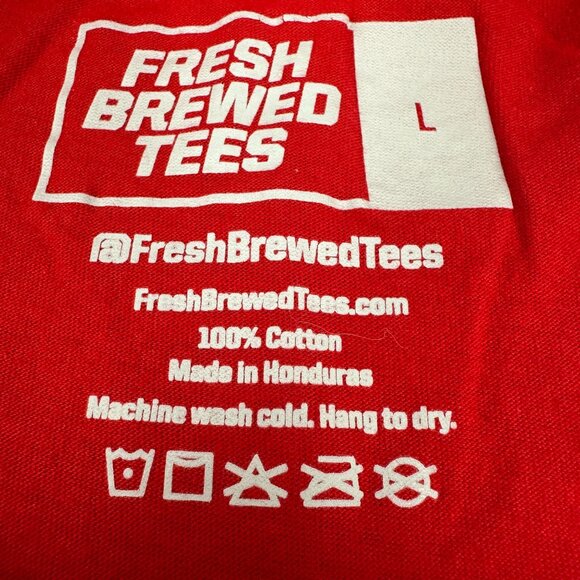 FRESH
BREWED
TEES
L
@FreshBrewedTees
FreshBrewedTees.com
100% Cotton
Made in Honduras
Machine wash cold. Hang to dry.